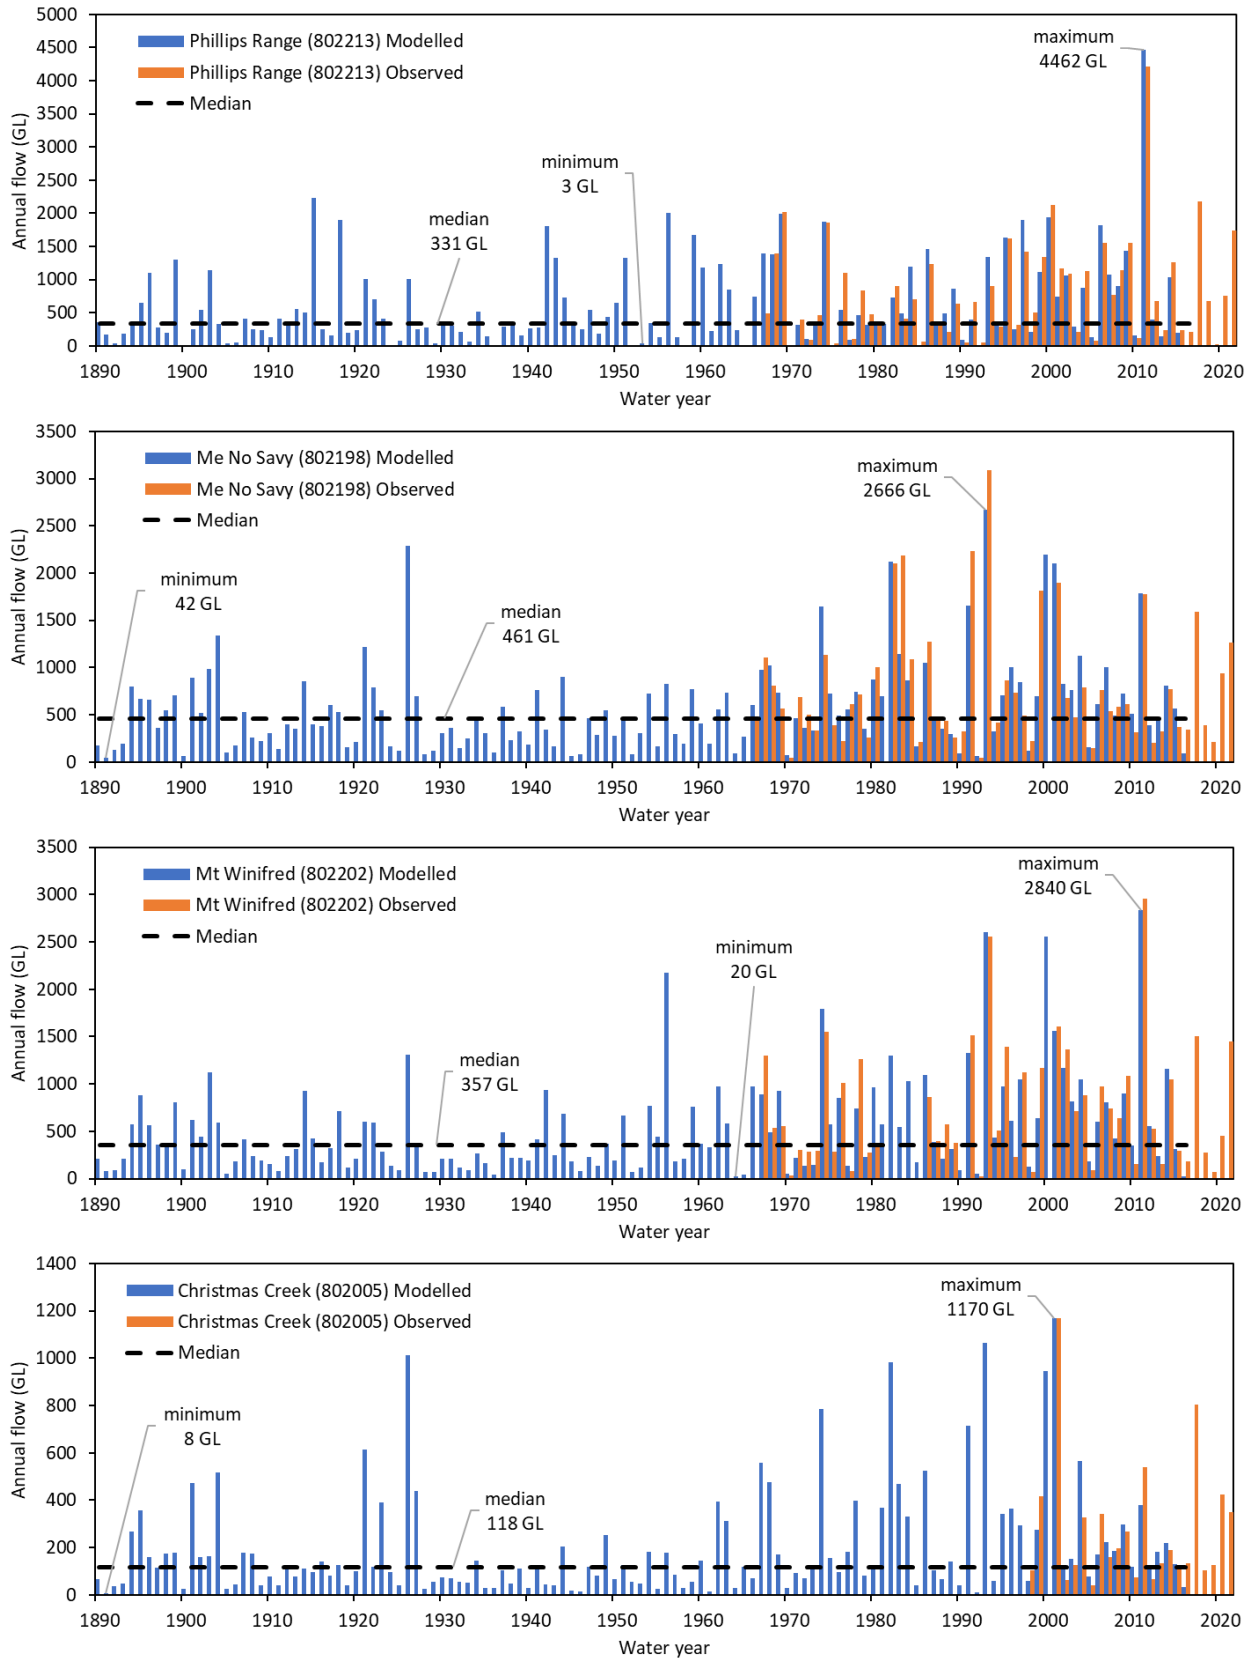 5000
4500
4000
3500
3000
2500
2000
1500
1000
500
0
Annual flow (GL)
Phillips Range (802213) Modelled
Phillips Range (802213) Observed
Median
maximum
4462 GL
minimum
3 GL
median
331 GL
1890 1900 1910 1920 1930 1940 1950 1960 1970 1980 1990 2000 2010 2020
Water year
3500
3000
2500
2000
1500
1000
500
0
Annual flow (GL)
Me No Savy (802198) Modelled
Me No Savy (802198) Observed
Median
maximum
2666 GL
minimum
42 GL
median
461 GL
1890 1900 1910 1920 1930 1940 1950 1960 1970 1980 1990 2000 2010 2020
Water year
3500
3000
2500
2000
1500
1000
500
0
Annual flow (GL)
Mt Winifred (802202) Modelled
Mt Winifred (802202) Observed
Median
maximum
2840 GL
minimum
20 GL
median
357 GL
1890 1900 1910 1920 1930 1940 1950 1960 1970 1980 1990 2000 2010 2020
Water year
1400
1200
1000
800
600
400
200
0
Annual flow (GL)
Christmas Creek (802005) Modelled
Christmas Creek (802005) Observed
Median
maximum
1170 GL
minimum
8 GL
median
118 GL
1890 1900 1910 1920 1930 1940 1950 1960 1970 1980 1990 2000 2010 2020
Water year